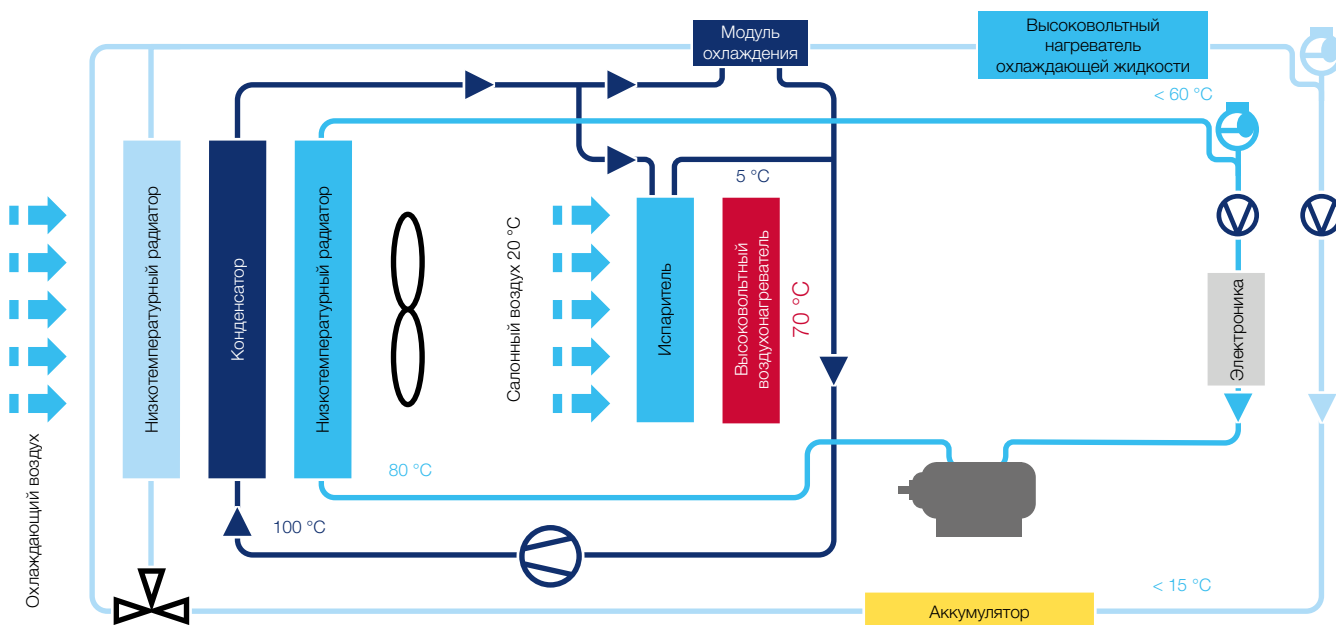 Модуль
охлаждения
Высоковольтный
нагреватель
охлаждающей жидкости
< 60 °C
5 °C
Охлаждающий воздух
Низкотемпературный радиатор
Конденсатор
Низкотемпературный радиатор
Салонный воздух 20 °C
Испаритель
Высоковольтный
воздухонагреватель
70 °C
Электроника
80 °C
100 °C
< 15 °C
Аккумулятор